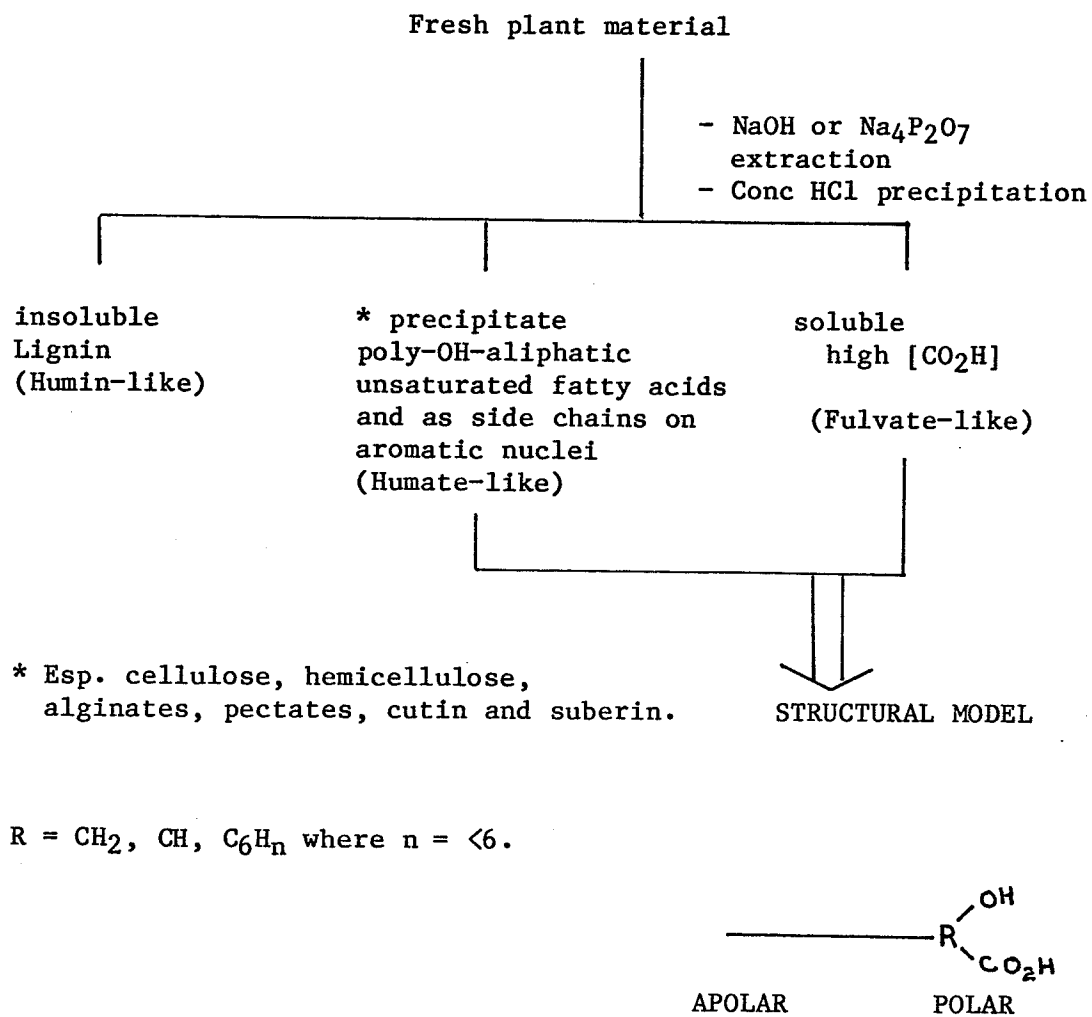 Fresh plant material
- NaOH or Na4P2O7
extraction
- Conc HCl precipitation
insoluble
Lignin
(Humin-like)
* precipitate
poly-OH-aliphatic
unsaturated fatty acids
and as side chains on
aromatic nuclei
(Humate-like)
soluble
high [CO2H]
(Fulvate-like)
* Esp. cellulose, hemicellulose,
alginates, pectates, cutin and suberin.
STRUCTURAL MODEL
R = CH2, CH, C6Hn where n = <6.
OH
R
CO2H
APOLAR POLAR